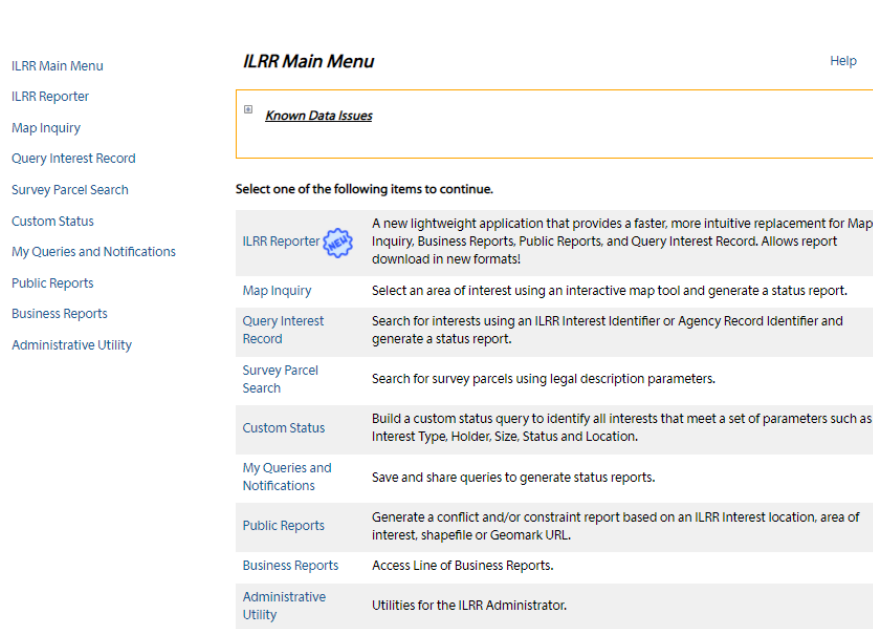 ILRR Main Menu
ILRR Reporter
Map Inquiry
Query Interest Record
Survey Parcel Search
Custom Status
My Queries and Notifications
Public Reports
Business Reports
Administrative Utility
ILRR Main Menu
Help
Known Data Issues
Select one of the following items to continue.
ILRR Reporter
NEW
A new lightweight application that provides a faster, more intuitive replacement for Map
Inquiry, Business Reports, Public Reports, and Query Interest Record. Allows report
download in new formats!
Map Inquiry
Select an area of interest using an interactive map tool and generate a status report.
Query Interest
Record
Search for interests using an ILRR Interest Identifier or Agency Record Identifier and
generate a status report.
Survey Parcel
Search
Search for survey parcels using legal description parameters.
Custom Status
Build a custom status query to identify all interests that meet a set of parameters such as
Interest Type, Holder, Size, Status and Location.
My Queries and
Notifications
Save and share queries to generate status reports.
Public Reports
Generate a conflict and/or constraint report based on an ILRR Interest location, area of
interest, shapefile or Geomark URL.
Business Reports
Access Line of Business Reports.
Administrative
Utility
Utilities for the ILRR Administrator.